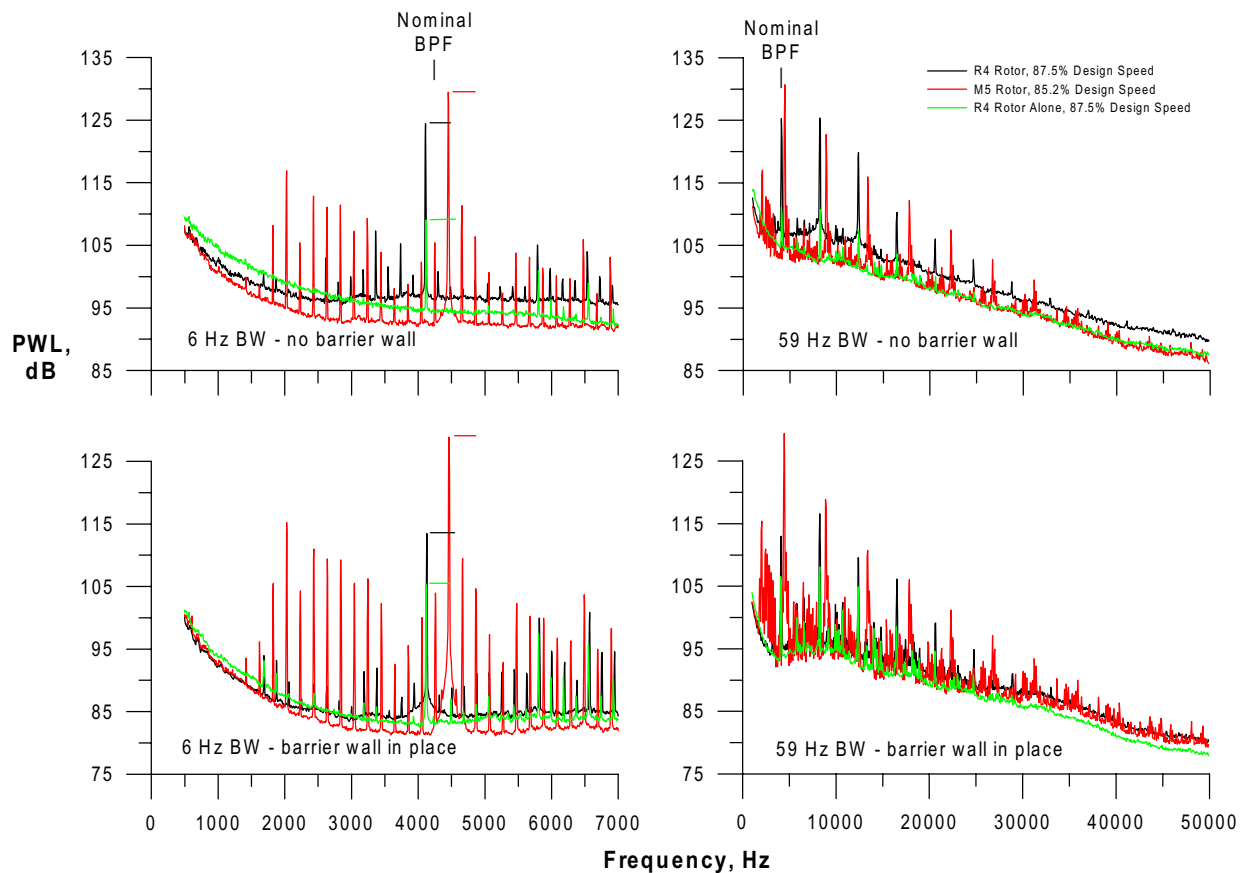 Nominal
BPF
Nominal
BPF
135
125
115
105
95
85
6 Hz BW - no barrier wall
135
125
115
105
95
85
R4 Rotor, 87.5% Design Speed
M5 Rotor, 85.2% Design Speed
R4 Rotor Alone, 87.5% Design Speed
59 Hz BW - no barrier wall
PWL,
dB
125
115
105
95
85
75
6 Hz BW - barrier wall in place
0 1000 2000 3000 4000 5000 6000 7000
125
115
105
95
85
75
59 Hz BW - barrier wall in place
0 10000 20000 30000 40000 50000
Frequency, Hz